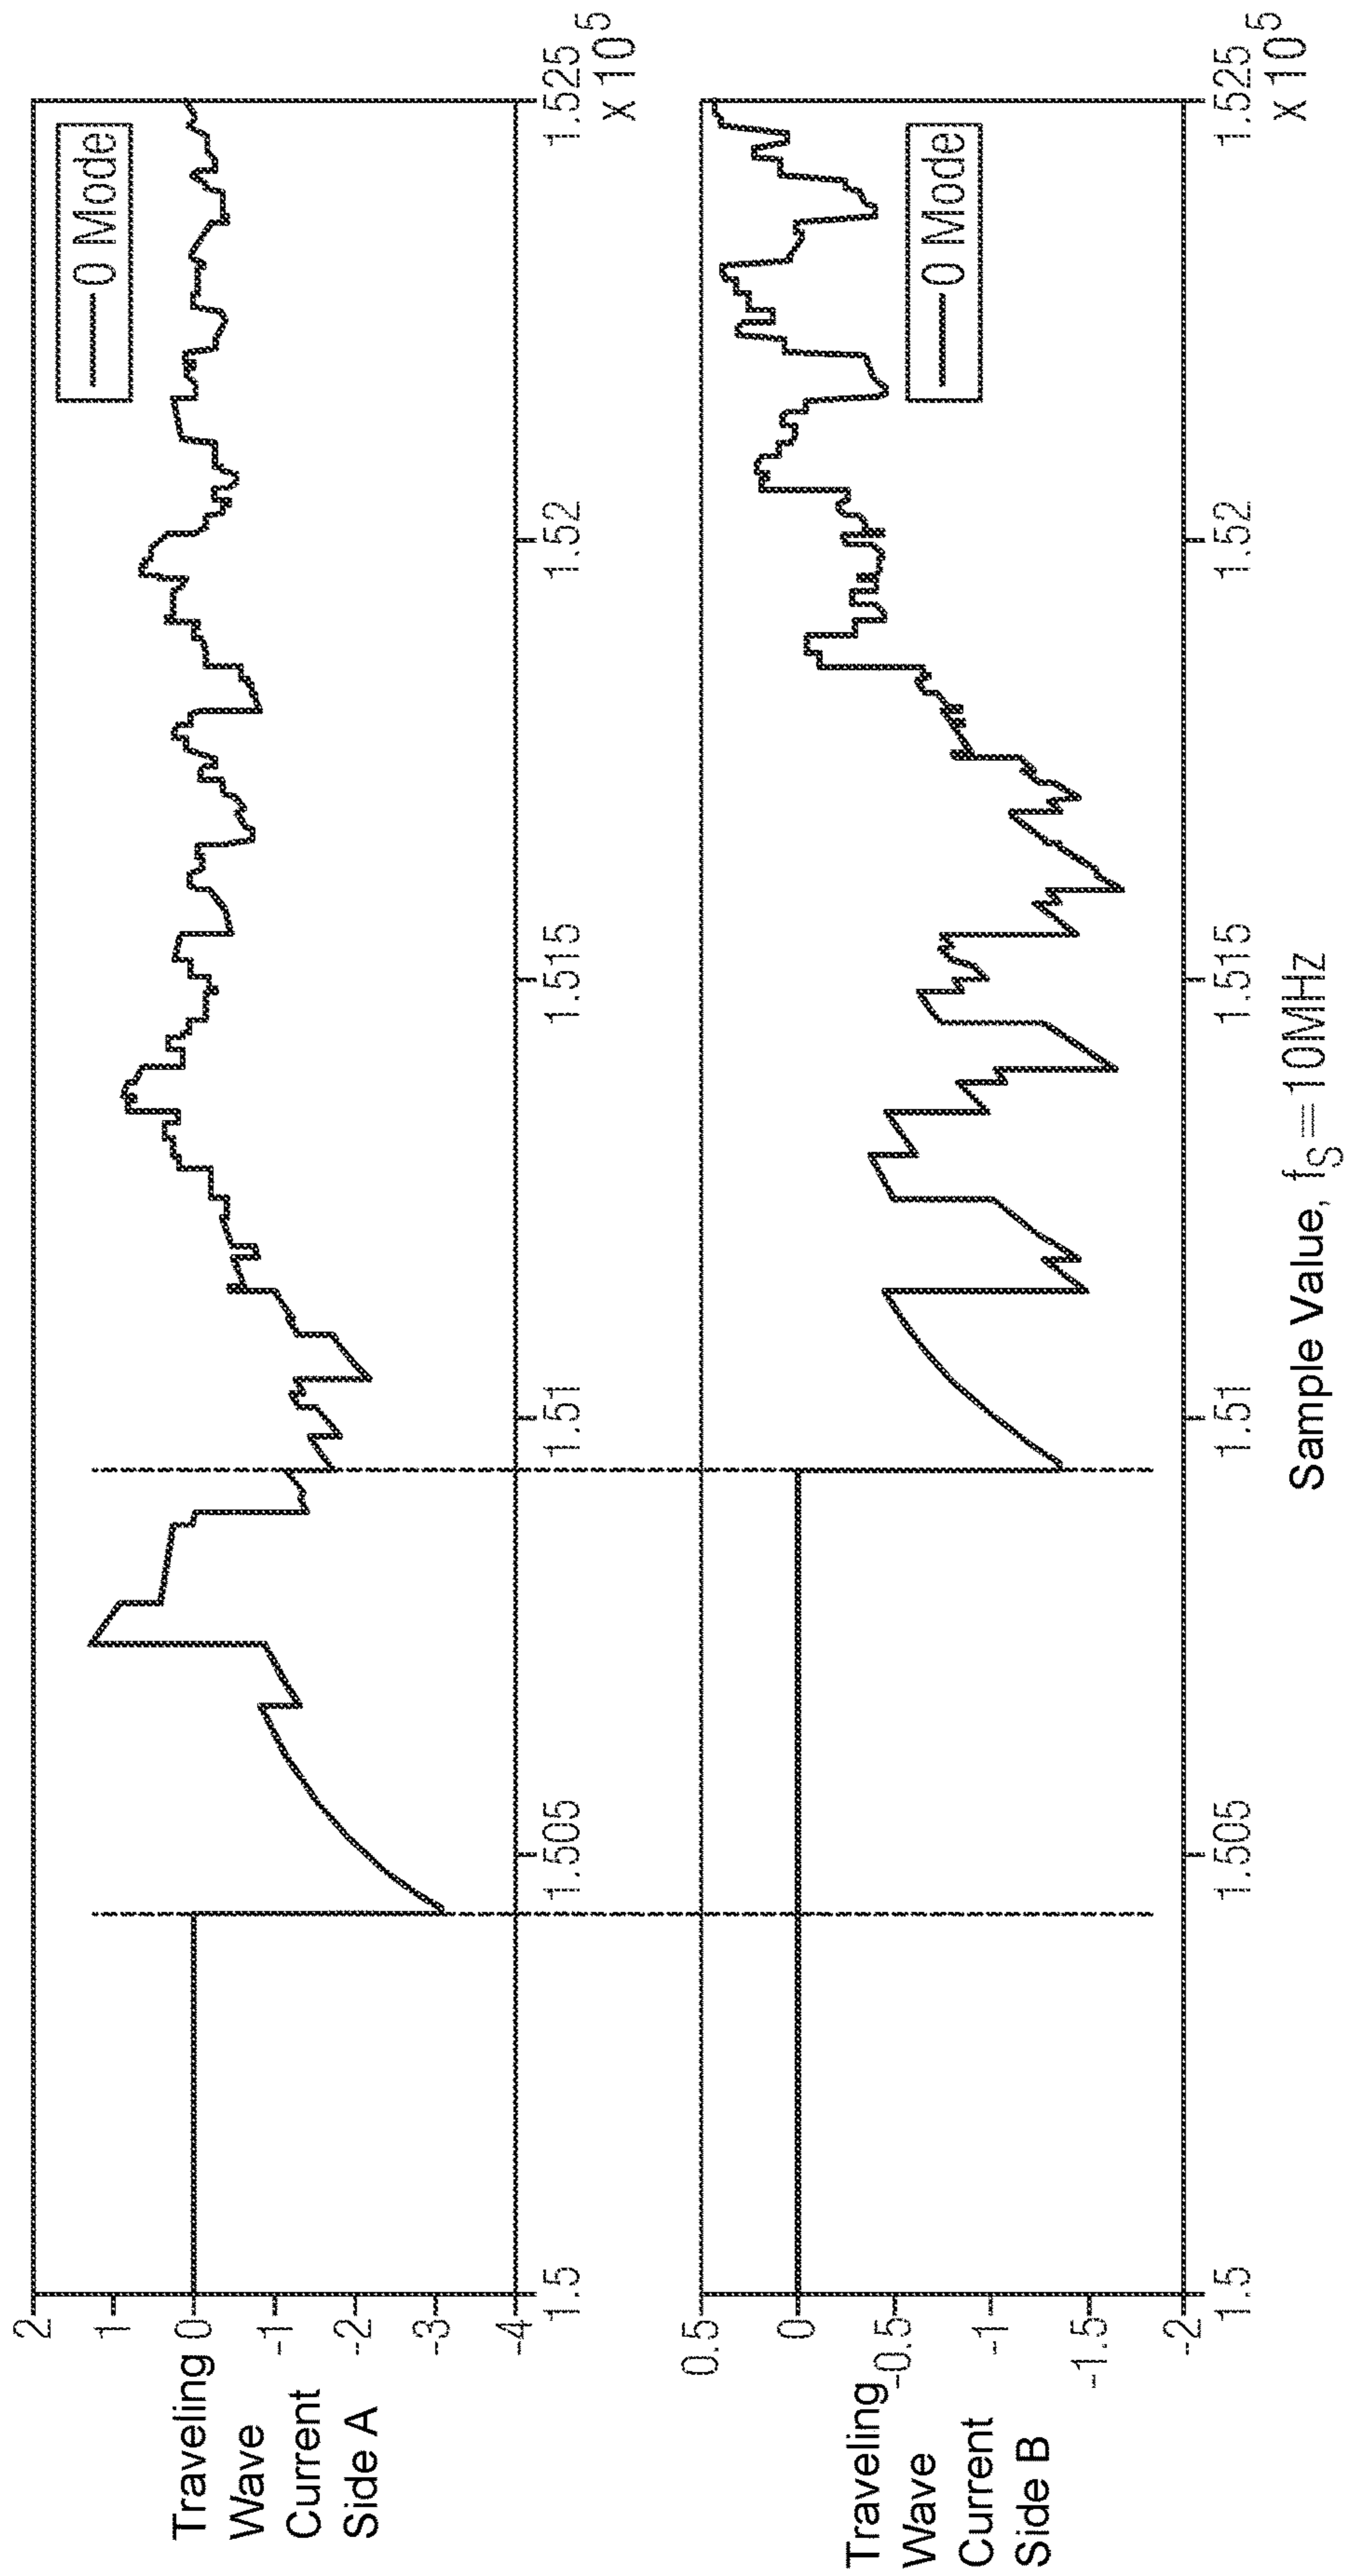 Traveling
Wave
Current
Side A
2
1
0
-1
-2
-3
-4
0 Mode
1.5
1.505
1.51
1.515
1.52
1.525
x 10^5
Traveling
Wave
Current
Side B
0.5
0
-0.5
-1
-1.5
-2
0 Mode
1.5
1.505
1.51
1.515
1.52
1.525
x 10^5
Sample Value, fS=10MHz